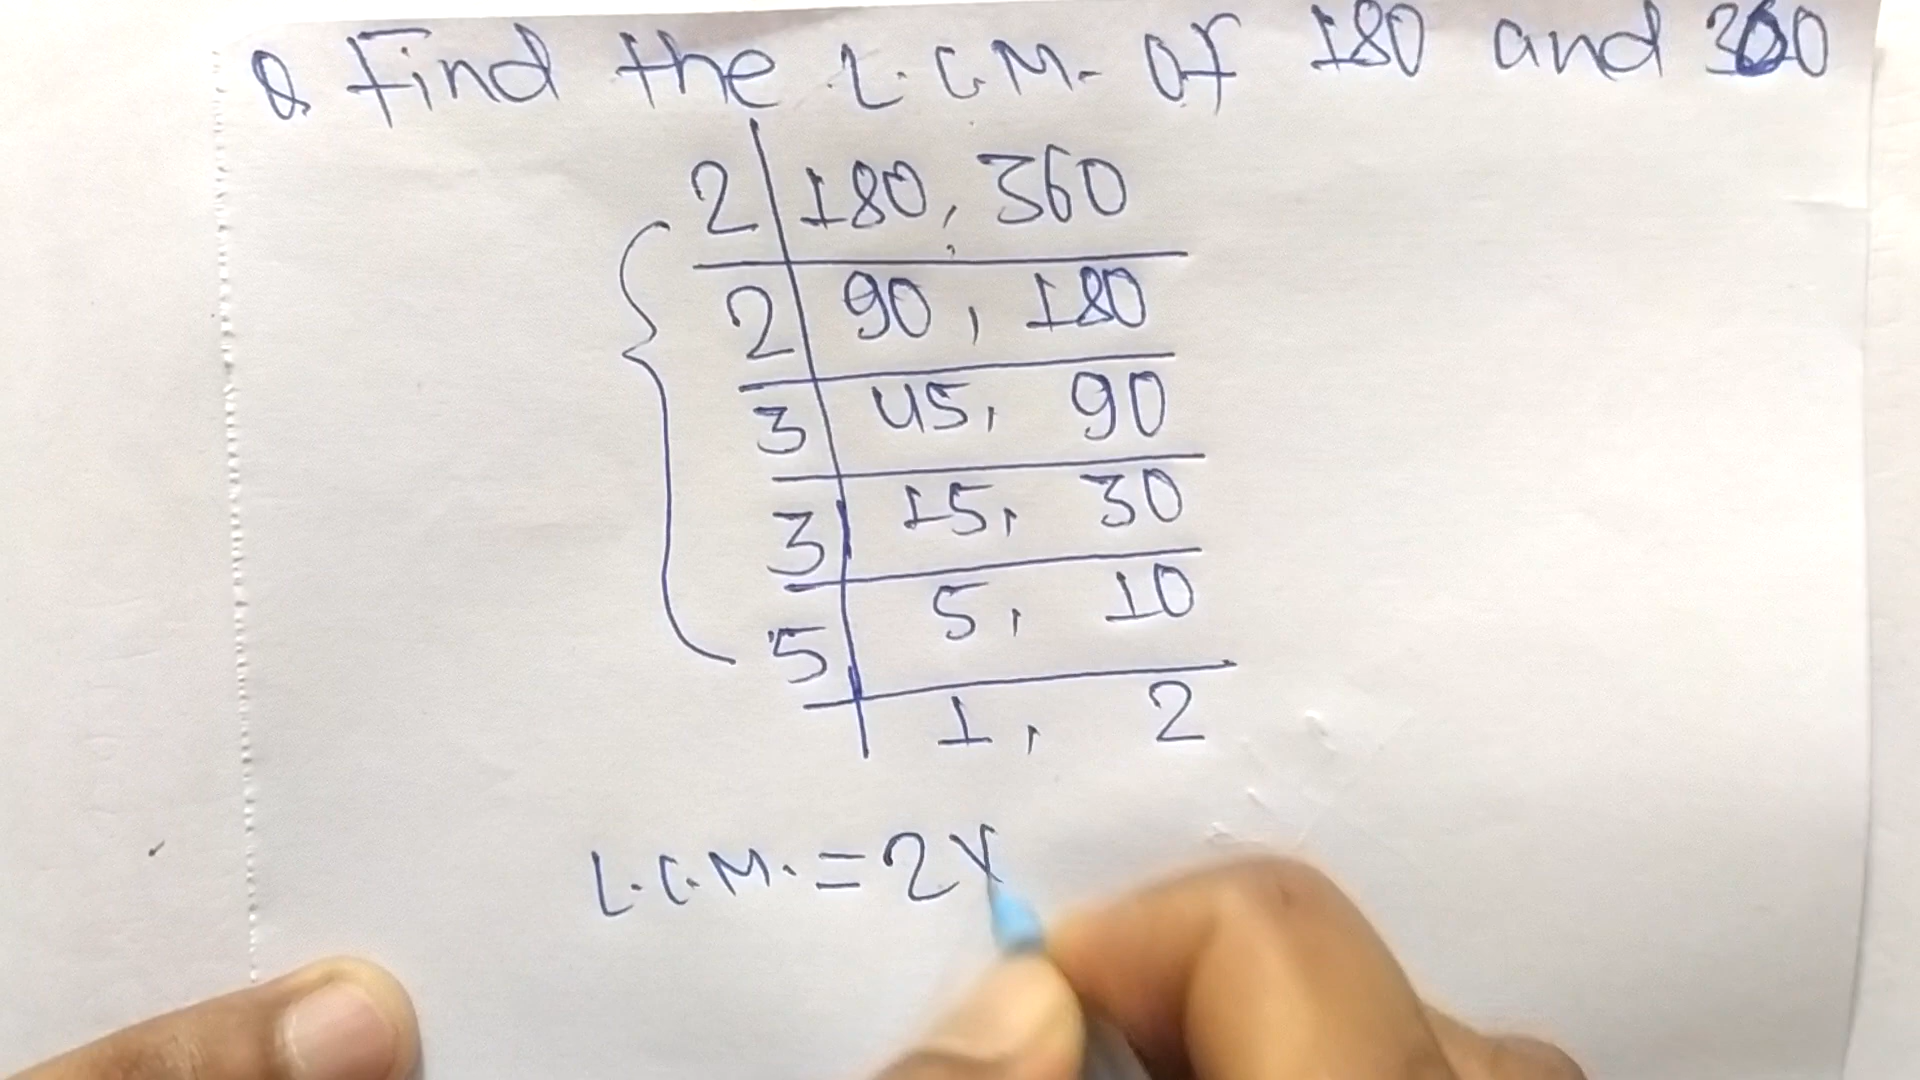 Q Find the L.C.M. Of 180 and 360
2 180, 360
2 90, 180
3 45, 90
3 15, 30
5 5, 10
1, 2
L.C.M. = 2×